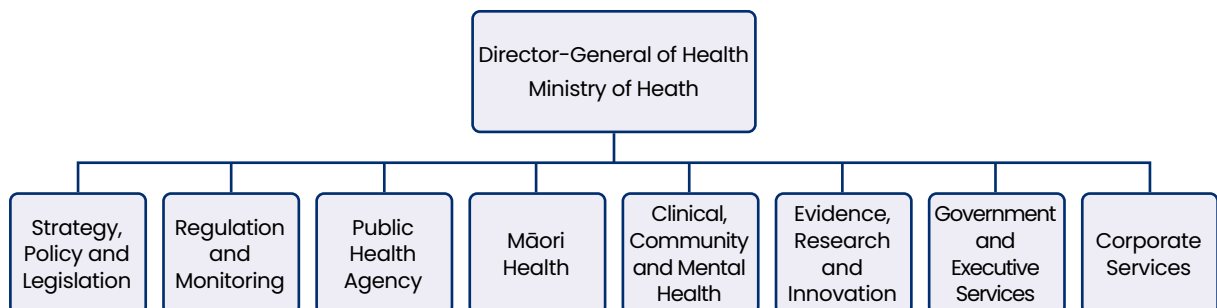 Director-General of Health
Ministry of Heath
Strategy,
Policy and
Legislation
Regulation
and
Monitoring
Public
Health
Agency
Māori
Health
Clinical,
Community
and Mental
Health
Evidence,
Research
and
Innovation
Government
and
Executive
Services
Corporate
Services